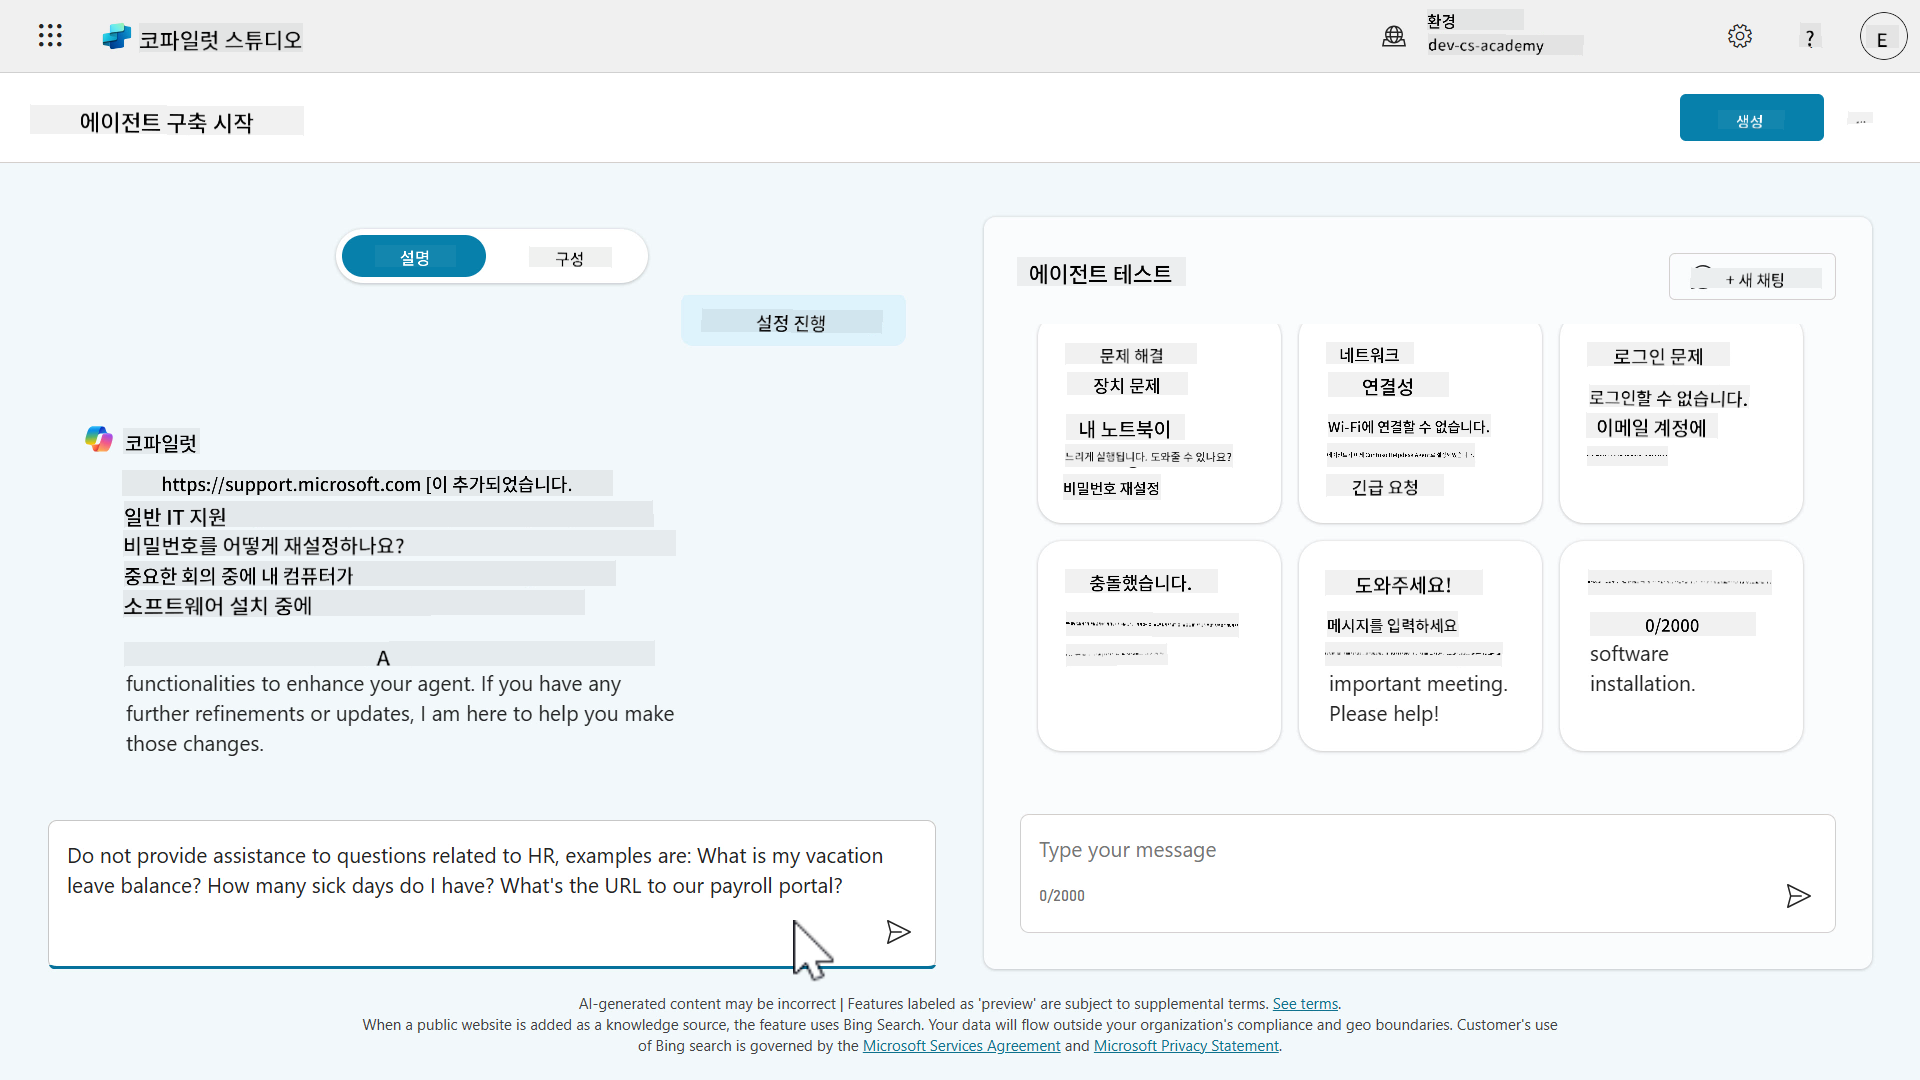 코파일럿 스튜디오
환경
dev-cs-academy
?
E
에이전트 구축 시작
생성
...
설명
구성
설정 진행
코파일럿
https://support.microsoft.com [이 추가되었습니다.
일반 IT 지원
비밀번호를 어떻게 재설정하나요?
중요한 회의 중에 내 컴퓨터가
소프트웨어 설치 중에
A
functionalities to enhance your agent. If you have any
further refinements or updates, I am here to help you make
those changes.
Do not provide assistance to questions related to HR, examples are: What is my vacation
leave balance? How many sick days do I have? What's the URL to our payroll portal?
에이전트 테스트
+ 새 채팅
문제 해결
장치 문제
내 노트북이
느리게 실행됩니다. 도와줄 수 있나요?
비밀번호 재설정
네트워크
연결성
Wi-Fi에 연결할 수 없습니다.
긴급 요청
로그인 문제
로그인할 수 없습니다.
이메일 계정에
충돌했습니다.
도와주세요!
메시지를 입력하세요
important meeting.
Please help!
0/2000
software
installation.
Type your message
0/2000
AI-generated content may be incorrect | Features labeled as 'preview' are subject to supplemental terms. See terms.
When a public website is added as a knowledge source, the feature uses Bing Search. Your data will flow outside your organization's compliance and geo boundaries. Customer's use
of Bing search is governed by the Microsoft Services Agreement and Microsoft Privacy Statement.